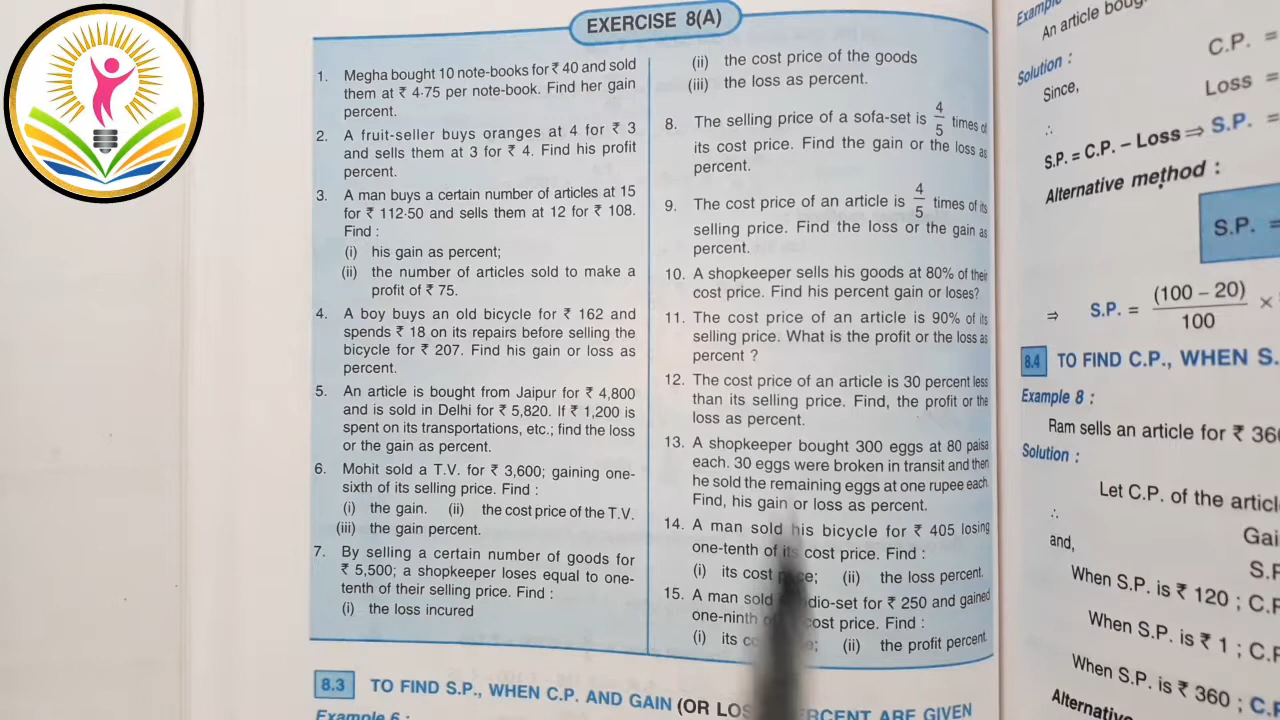 EXERCISE 8(A)
1. Megha bought 10 note-books for ₹ 40 and sold
them at ₹ 4·75 per note-book. Find her gain
percent.
2. A fruit-seller buys oranges at 4 for ₹ 3
and sells them at 3 for ₹ 4. Find his profit
percent.
3. A man buys a certain number of articles at 15
for ₹ 112·50 and sells them at 12 for ₹ 108.
Find :
(i) his gain as percent;
(ii) the number of articles sold to make a
profit of ₹ 75.
4. A boy buys an old bicycle for ₹ 162 and
spends ₹ 18 on its repairs before selling the
bicycle for ₹ 207. Find his gain or loss as
percent.
5. An article is bought from Jaipur for ₹ 4,800
and is sold in Delhi for ₹ 5,820. If ₹ 1,200 is
spent on its transportations, etc.; find the loss
or the gain as percent.
6. Mohit sold a T.V. for ₹ 3,600; gaining one-
sixth of its selling price. Find :
(i) the gain. (ii) the cost price of the T.V.
(iii) the gain percent.
7. By selling a certain number of goods for
₹ 5,500; a shopkeeper loses equal to one-
tenth of their selling price. Find :
(i) the loss incured
(ii) the cost price of the goods
(iii) the loss as percent.
8. The selling price of a sofa-set is 4/5 times of
its cost price. Find the gain or the loss as
percent.
9. The cost price of an article is 4/5 times of its
selling price. Find the loss or the gain as
percent.
10. A shopkeeper sells his goods at 80% of their
cost price. Find his percent gain or loses?
11. The cost price of an article is 90% of its
selling price. What is the profit or the loss as
percent ?
12. The cost price of an article is 30 percent less
than its selling price. Find, the profit or the
loss as percent.
13. A shopkeeper bought 300 eggs at 80 paisa
each. 30 eggs were broken in transit and then
he sold the remaining eggs at one rupee each.
Find, his gain or loss as percent.
14. A man sold his bicycle for ₹ 405 losing
one-tenth of its cost price. Find :
(i) its cost price; (ii) the loss percent.
15. A man sold dio-set for ₹ 250 and gained
one-ninth cost price. Find :
(i) its (ii) the profit percent.
8.3 TO FIND S.P., WHEN C.P. AND GAIN (OR LOS ERCENT ARE GIVEN
Example 6 :
Example
An article boug
Solution :
C.P. =
Since,
Loss =
∴
S.P. = C.P. – Loss ⇒ S.P. =
Alternative method :
S.P. =
⇒ S.P. = (100 – 20)/100 ×
8.4 TO FIND C.P., WHEN S.
Example 8 :
Ram sells an article for ₹ 36
Solution :
Let C.P. of the artic
∴ Gai
and, S.P
When S.P. is ₹ 120 ; C.P
When S.P. is ₹ 1 ; C.P
When S.P. is ₹ 360 ; C.P
Alternativ